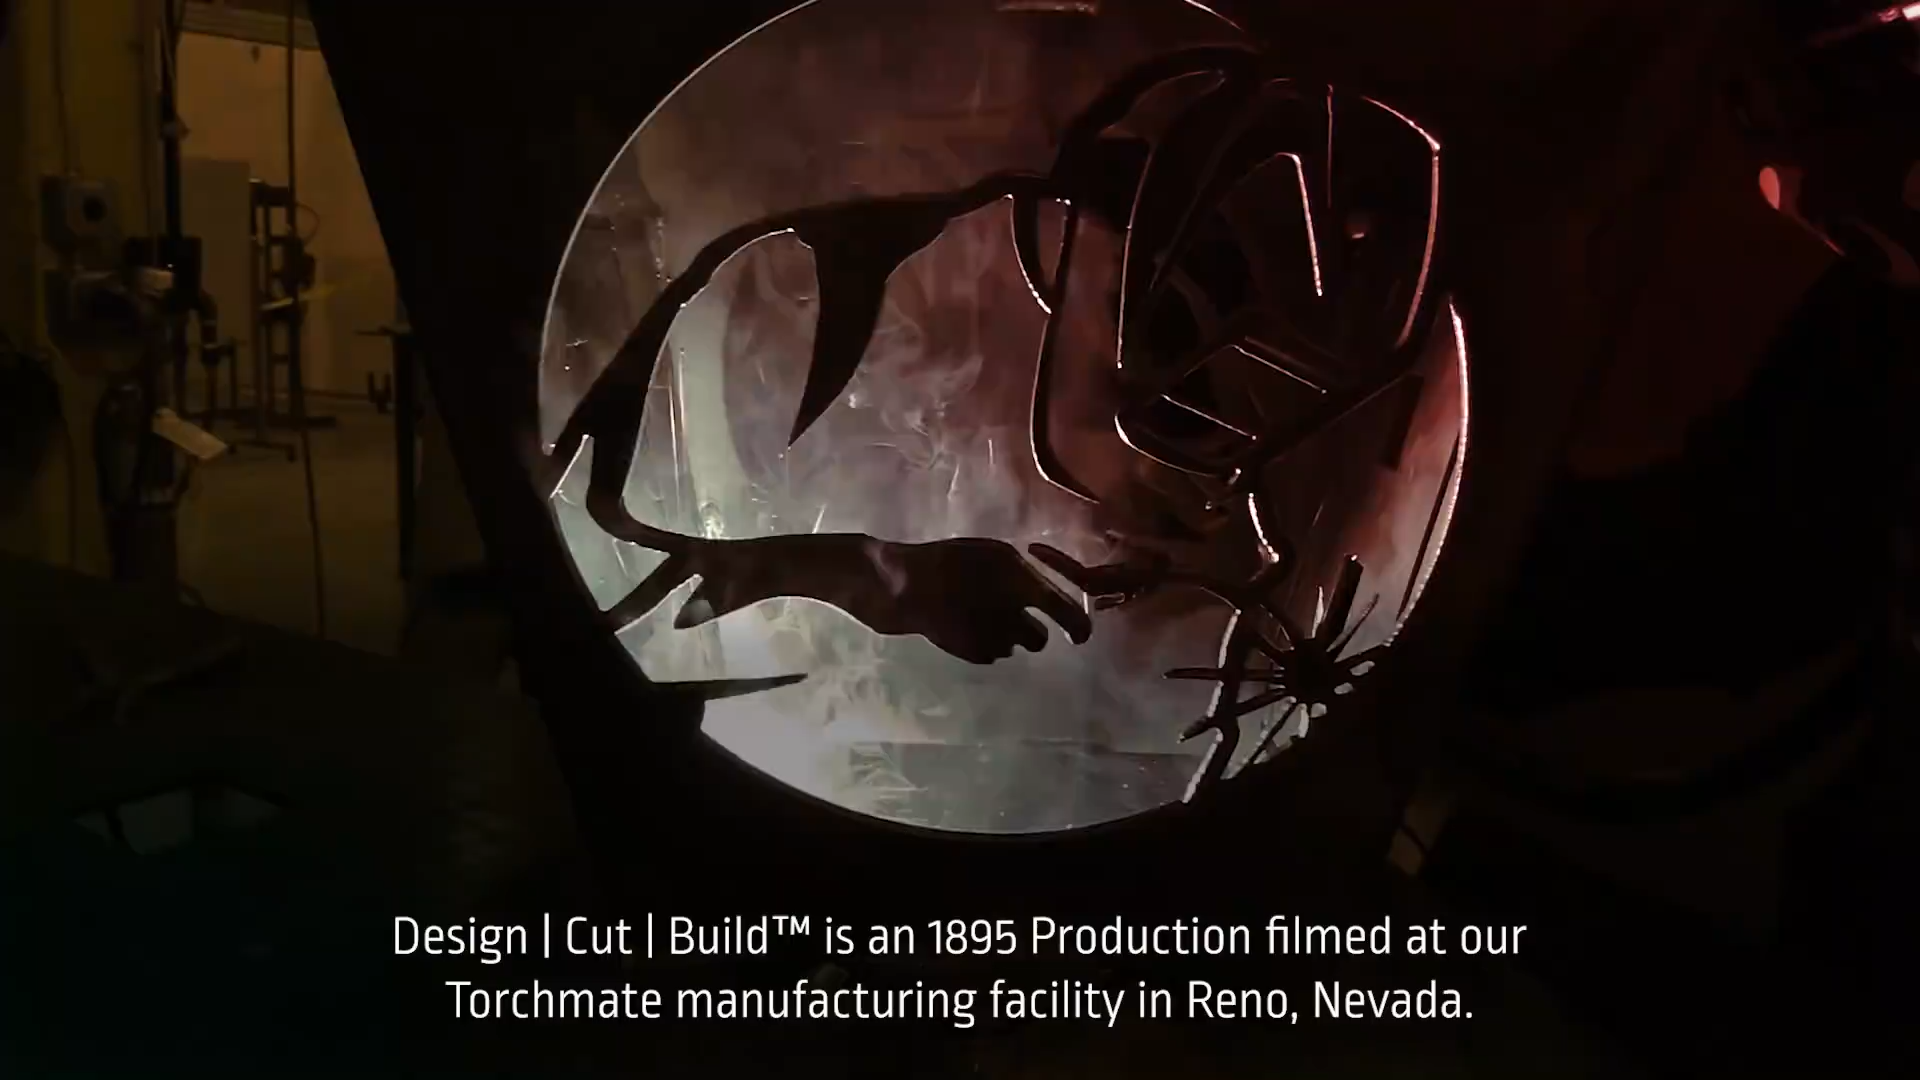 Design | Cut | Build™ is an 1895 Production filmed at our
Torchmate manufacturing facility in Reno, Nevada.